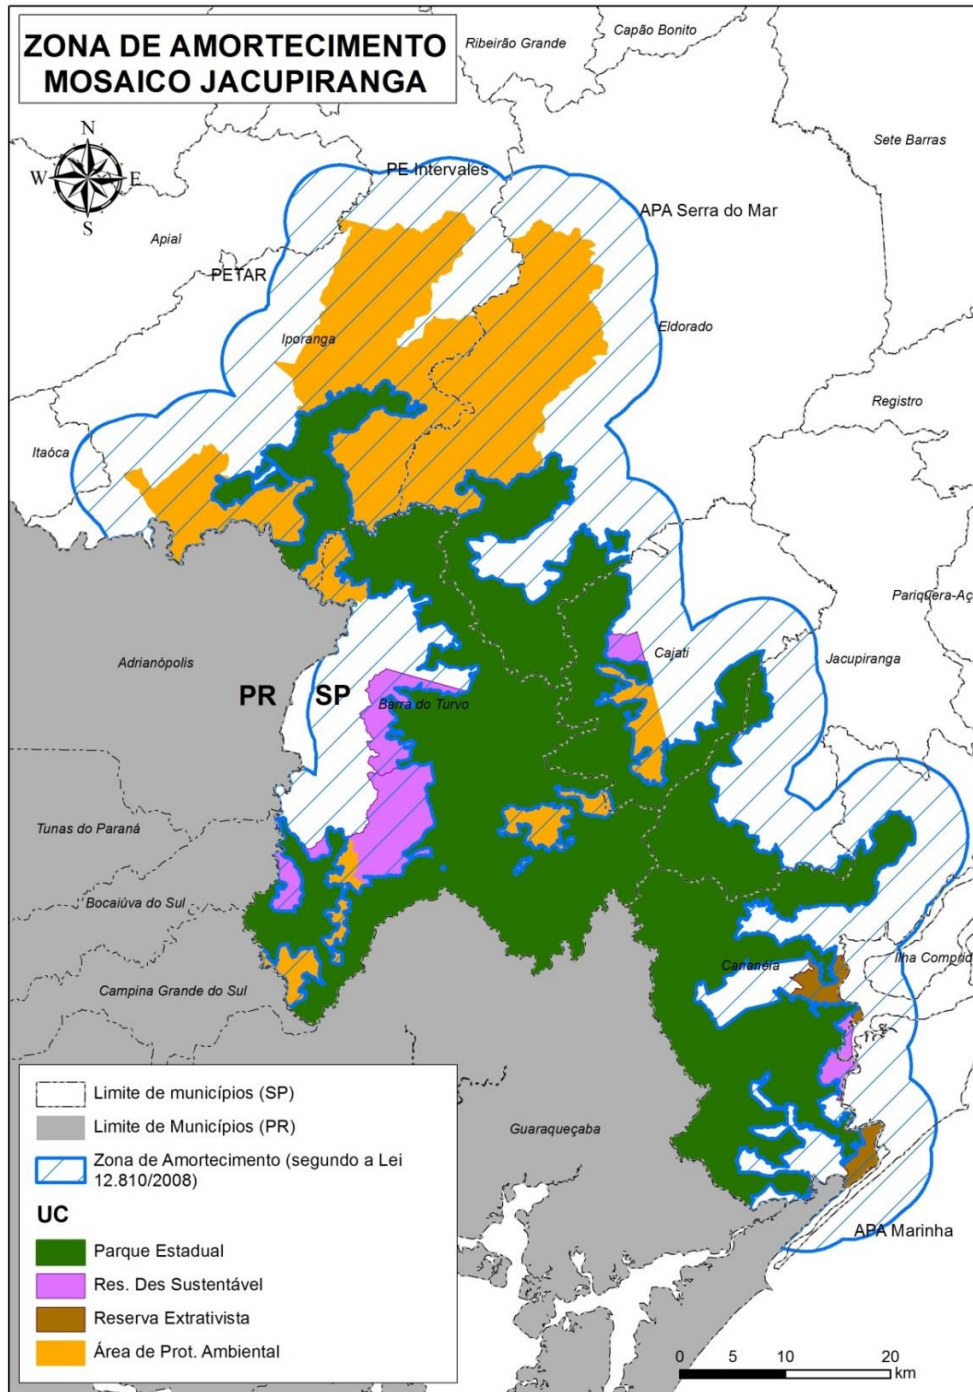 ZONA DE AMORTECIMENTO
MOSAICO JACUPIRANGA
N
W
E
S
Ribeirão Grande
Capão Bonito
Sete Barras
PE Intervales
APA Serra do Mar
Apiaí
PETAR
Iporanga
Eldorado
Registro
Itaóca
Pariquera-Aç
Adrianópolis
Cajati
Jacupiranga
PR
SP
Barra do Turvo
Tunas do Paraná
Bocaiúva do Sul
Campina Grande do Sul
Cananéia
Ilha Comprid
Guaraqueçaba
APA Marinha
Limite de municípios (SP)
Limite de Municípios (PR)
Zona de Amortecimento (segundo a Lei
12.810/2008)
UC
Parque Estadual
Res. Des Sustentável
Reserva Extrativista
Área de Prot. Ambiental
0 5 10 20
km